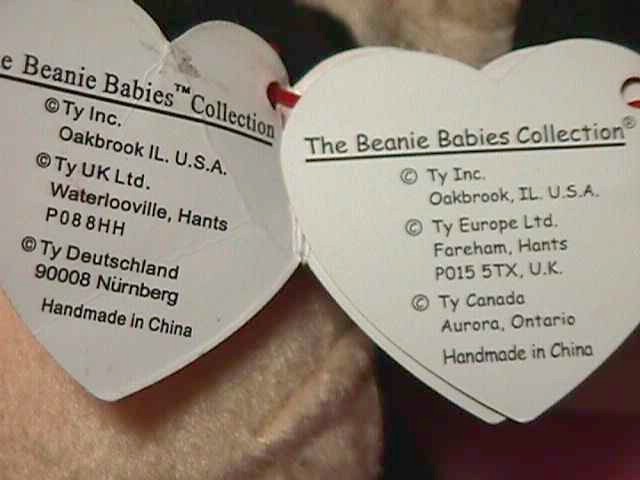 e Beanie Babies™Collection
©Ty Inc.
Oakbrook IL. U.S.A.
©Ty UK Ltd.
Waterlooville, Hants
P08 8HH
©Ty Deutschland
90008 Nürnberg
Handmade in China
The Beanie Babies Collection®
© Ty Inc.
Oakbrook, IL. U.S.A.
© Ty Europe Ltd.
Fareham, Hants
P015 5TX, U.K.
© Ty Canada
Aurora, Ontario
Handmade in China